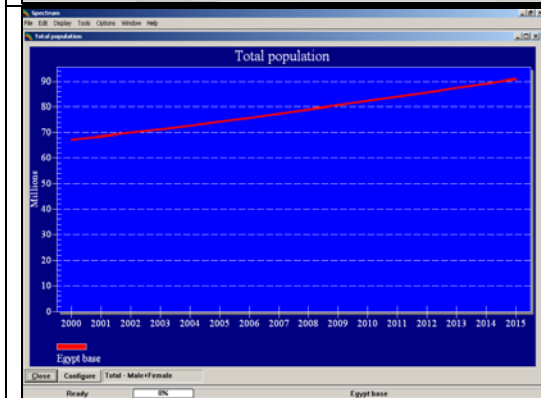 Spectrum
File Edit Display Tools Options Window Help
Total population
Total population
90
80
70
60
50
40
30
20
10
0
Millions
2000 2001 2002 2003 2004 2005 2006 2007 2008 2009 2010 2011 2012 2013 2014 2015
Egypt base
Close Configure Total - Male+Female
Ready 0% Egypt base